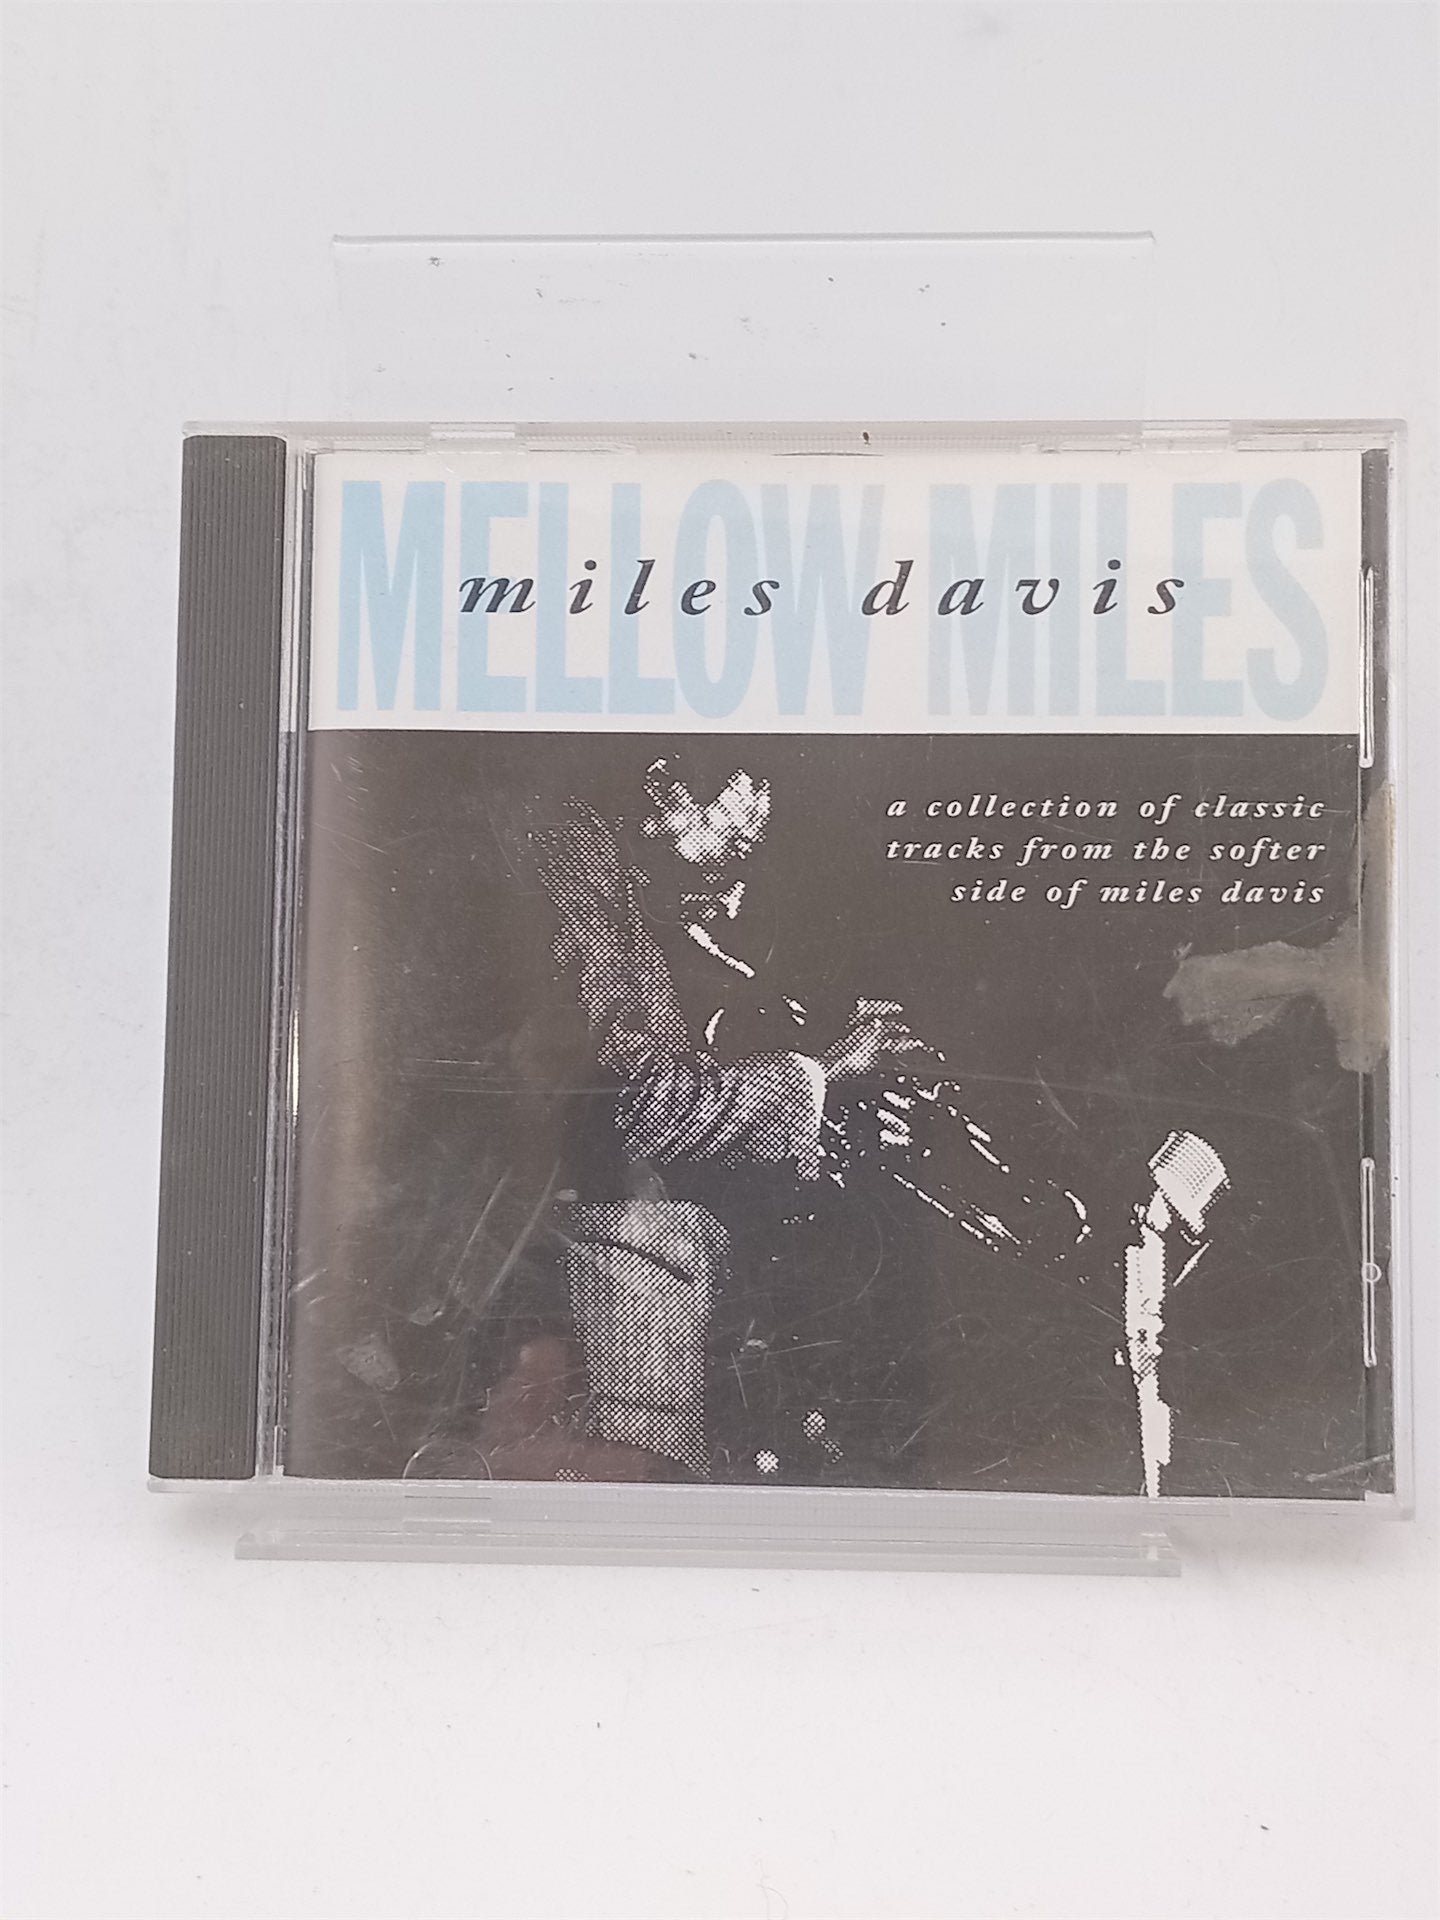 MELLOW MILES
miles davis
a collection of classic
tracks from the softer
side of miles davis